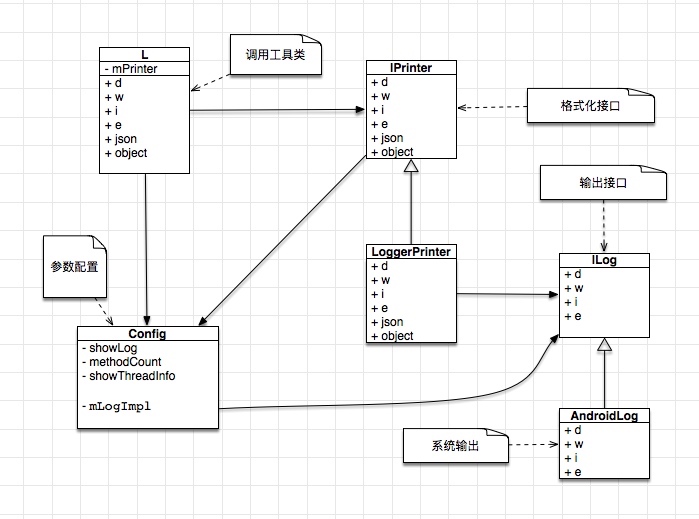 L
- mPrinter
+ d
+ w
+ i
+ e
+ json
+ object
调用工具类
IPrinter
+ d
+ w
+ i
+ e
+ json
+ object
格式化接口
输出接口
参数配置
LoggerPrinter
+ d
+ w
+ i
+ e
+ json
+ object
ILog
+ d
+ w
+ i
+ e
Config
- showLog
- methodCount
- showThreadInfo
- mLogImpl
系统输出
AndroidLog
+ d
+ w
+ i
+ e